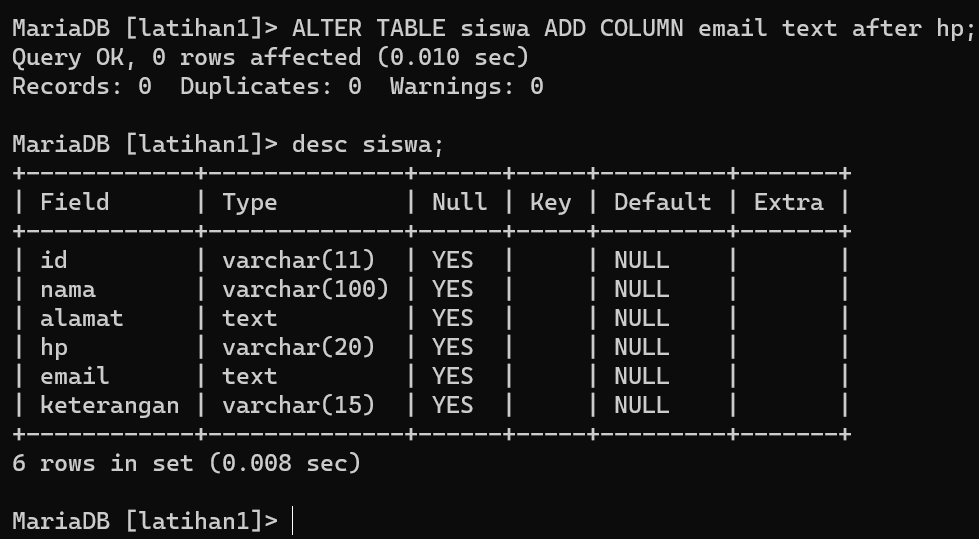 MariaDB [latihan1]> ALTER TABLE siswa ADD COLUMN email text after hp;
Query OK, 0 rows affected (0.010 sec)
Records: 0  Duplicates: 0  Warnings: 0

MariaDB [latihan1]> desc siswa;
+------------+--------------+------+-----+---------+-------+
| Field      | Type         | Null | Key | Default | Extra |
+------------+--------------+------+-----+---------+-------+
| id         | varchar(11)  | YES  |     | NULL    |       |
| nama       | varchar(100) | YES  |     | NULL    |       |
| alamat     | text         | YES  |     | NULL    |       |
| hp         | varchar(20)  | YES  |     | NULL    |       |
| email      | text         | YES  |     | NULL    |       |
| keterangan | varchar(15)  | YES  |     | NULL    |       |
+------------+--------------+------+-----+---------+-------+
6 rows in set (0.008 sec)

MariaDB [latihan1]>